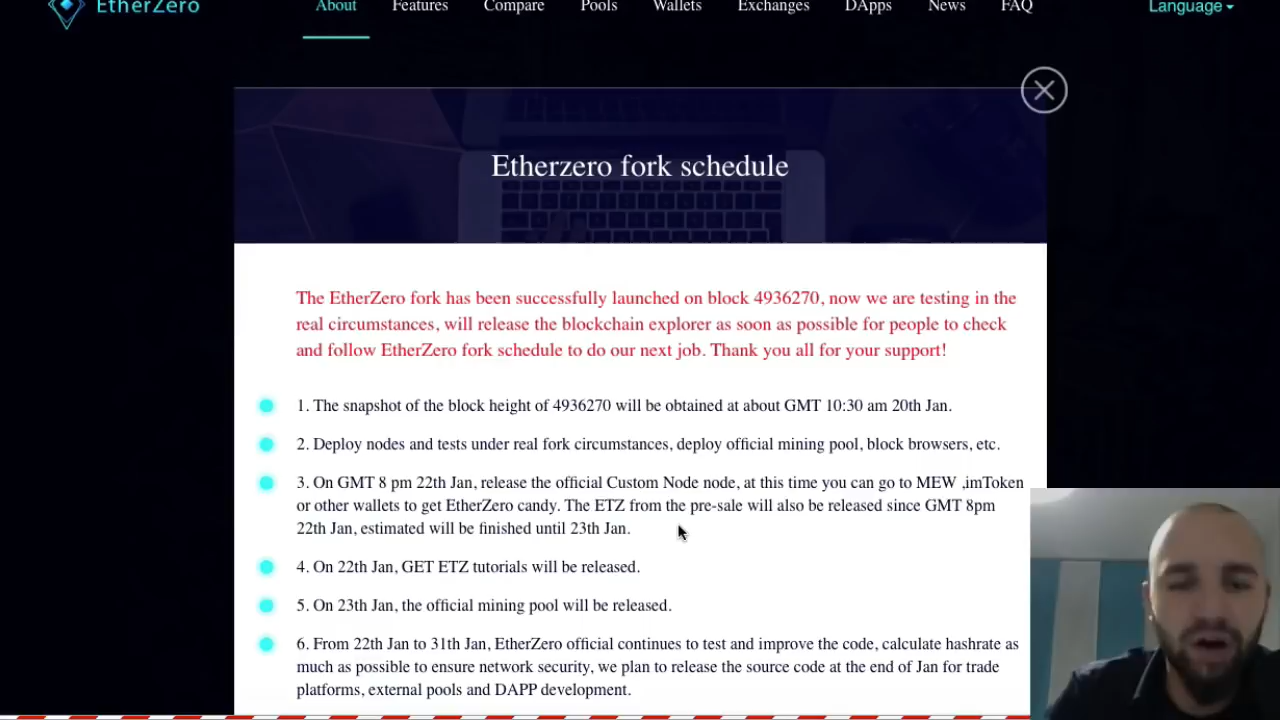 EtherZero
About Features Compare Pools Wallets Exchanges DApps News FAQ Language
Etherzero fork schedule
The EtherZero fork has been successfully launched on block 4936270, now we are testing in the
real circumstances, will release the blockchain explorer as soon as possible for people to check
and follow EtherZero fork schedule to do our next job. Thank you all for your support!
1. The snapshot of the block height of 4936270 will be obtained at about GMT 10:30 am 20th Jan.
2. Deploy nodes and tests under real fork circumstances, deploy official mining pool, block browsers, etc.
3. On GMT 8 pm 22th Jan, release the official Custom Node node, at this time you can go to MEW ,imToken
or other wallets to get EtherZero candy. The ETZ from the pre-sale will also be released since GMT 8pm
22th Jan, estimated will be finished until 23th Jan.
4. On 22th Jan, GET ETZ tutorials will be released.
5. On 23th Jan, the official mining pool will be released.
6. From 22th Jan to 31th Jan, EtherZero official continues to test and improve the code, calculate hashrate as
much as possible to ensure network security, we plan to release the source code at the end of Jan for trade
platforms, external pools and DAPP development.